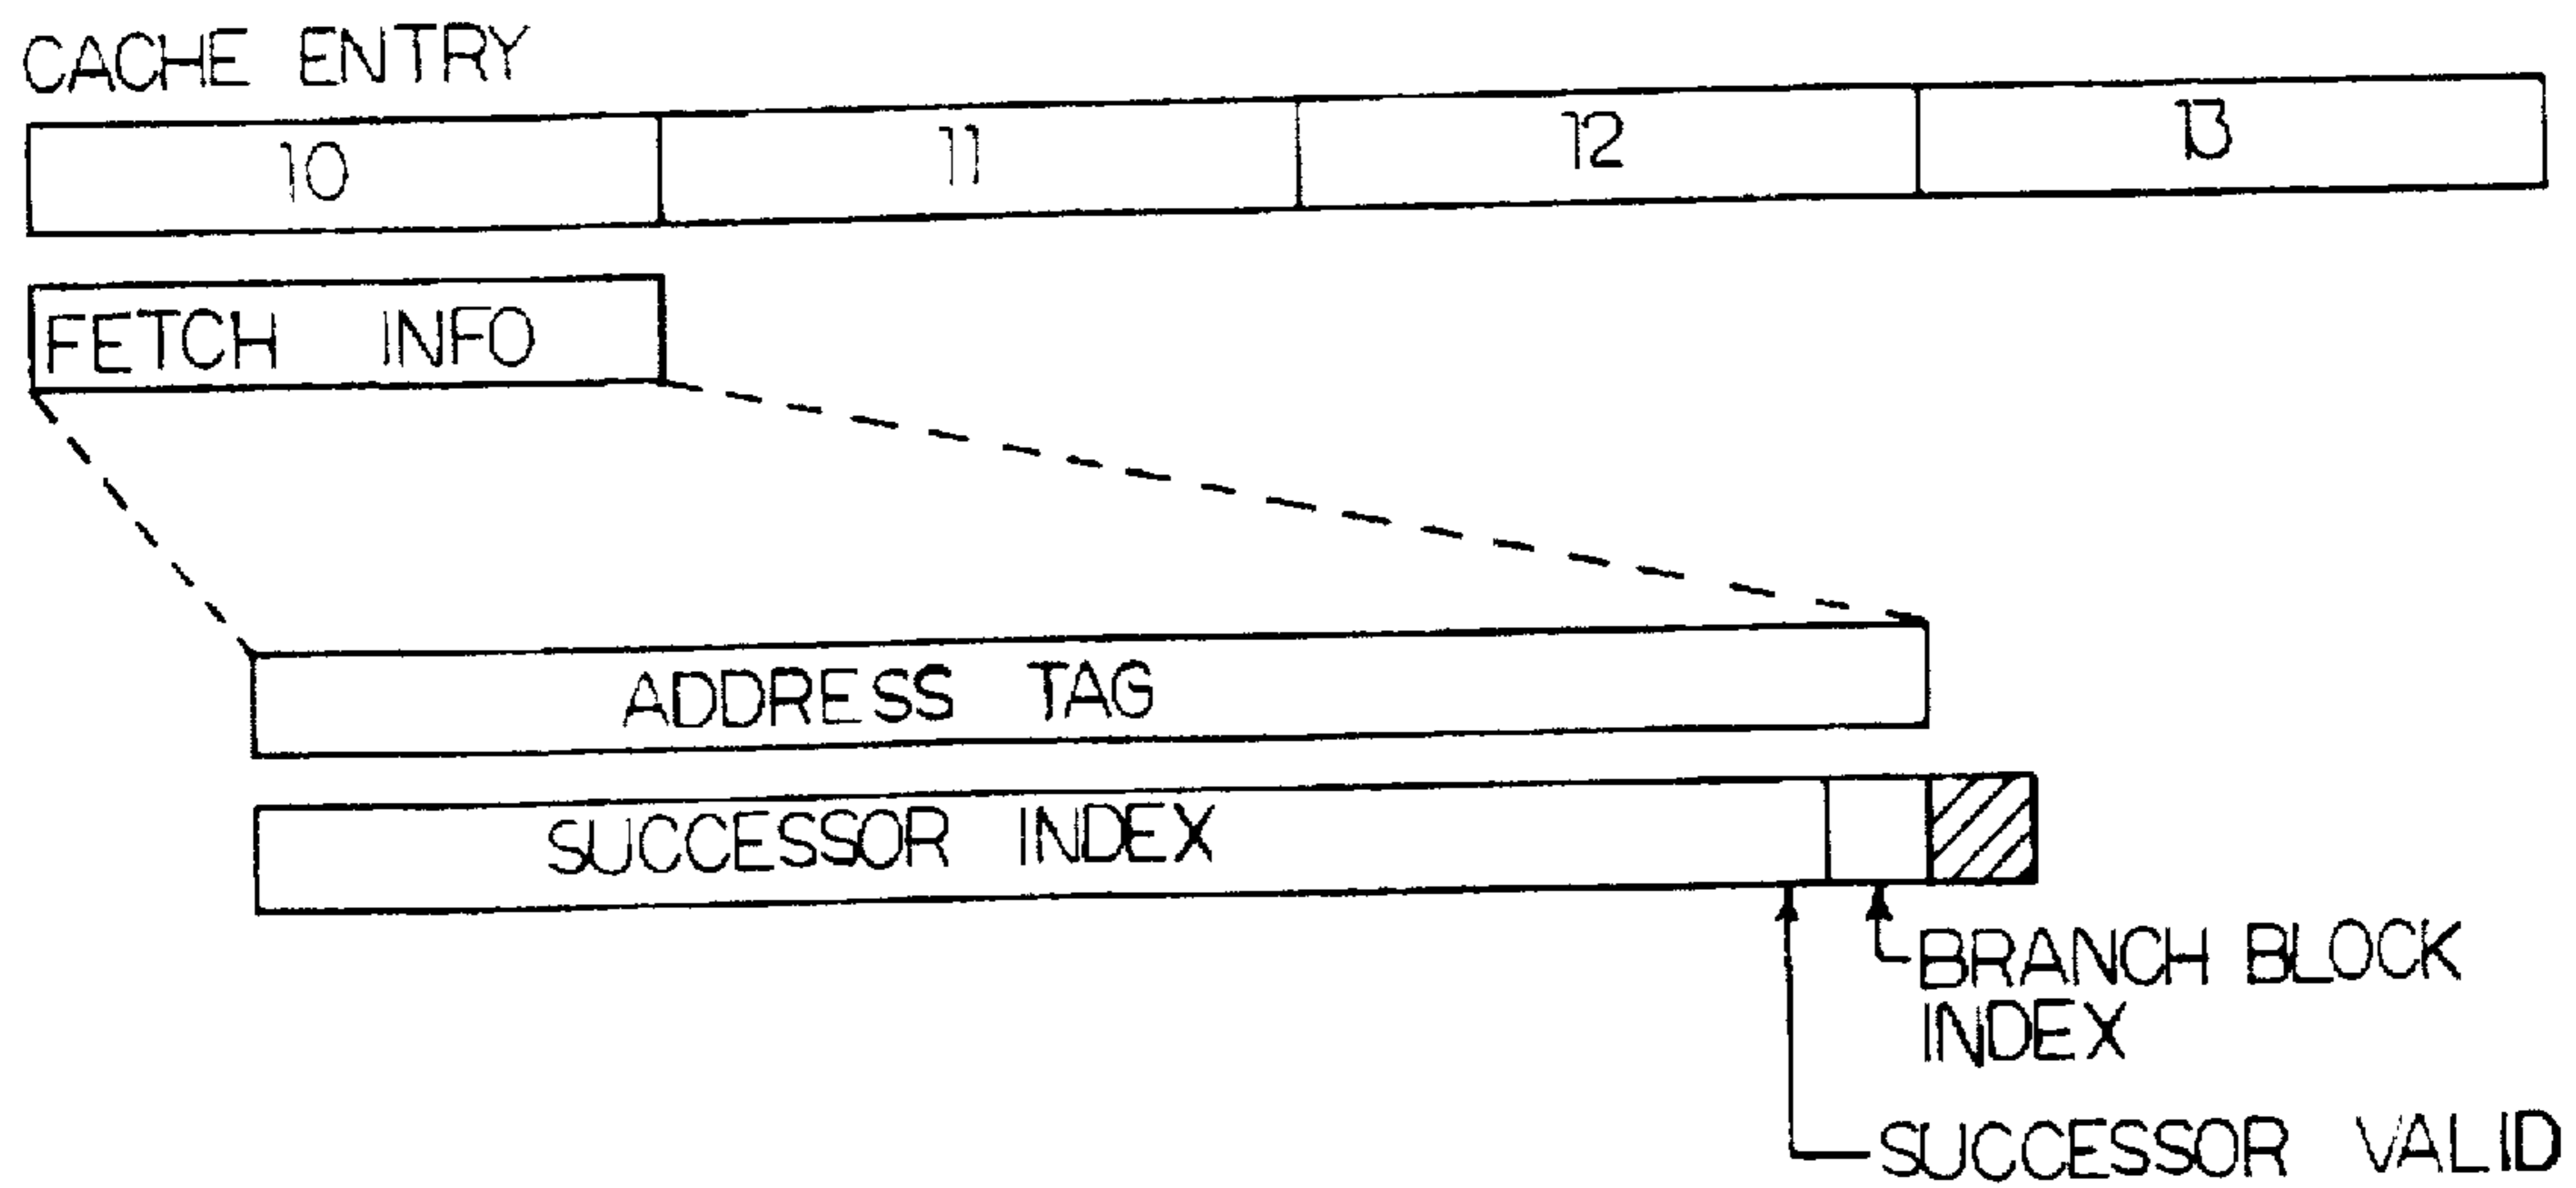 CACHE ENTRY
10 11 12 13
FETCH INFO
ADDRESS TAG
SUCCESSOR INDEX
BRANCH BLOCK
INDEX
SUCCESSOR VALID